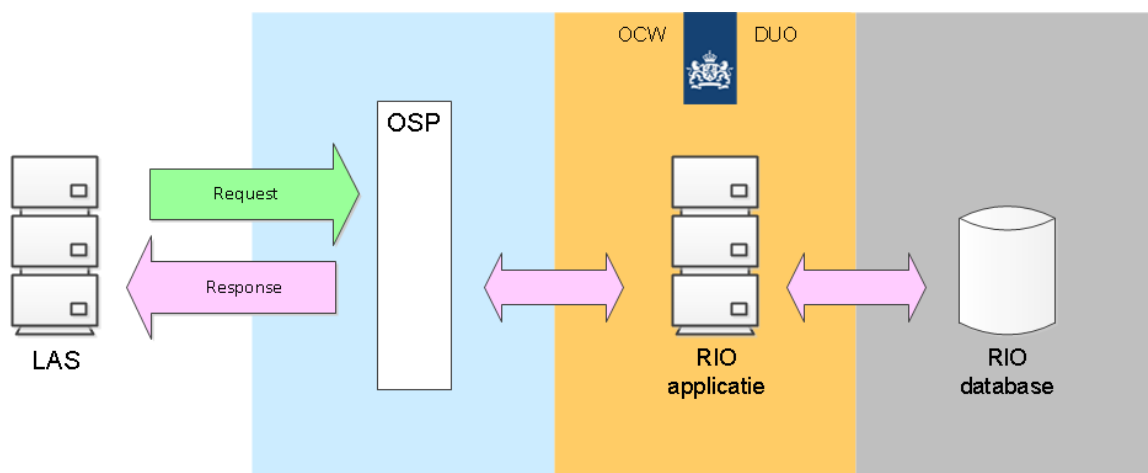 OCW
DUO
OSP
Request
Response
LAS
RIO
applicatie
RIO
database